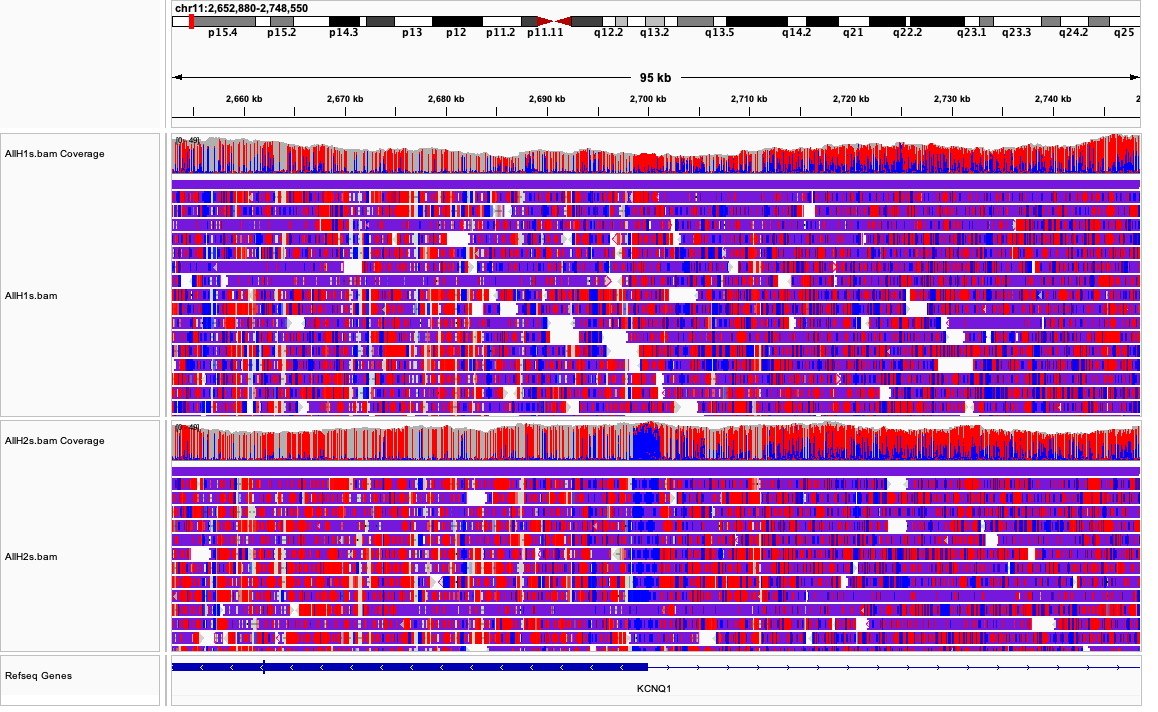 chr11:2,652,880-2,748,550
p15.4 p15.2 p14.3 p13 p12 p11.2 p11.11 q12.2 q13.2 q13.5 q14.2 q21 q22.2 q23.1 q23.3 q24.2 q25
95 kb
2,660 kb 2,670 kb 2,680 kb 2,690 kb 2,700 kb 2,710 kb 2,720 kb 2,730 kb 2,740 kb 2
[0 - 49]
AllH1s.bam Coverage
AllH1s.bam
AllH2s.bam Coverage
AllH2s.bam
Refseq Genes
KCNQ1